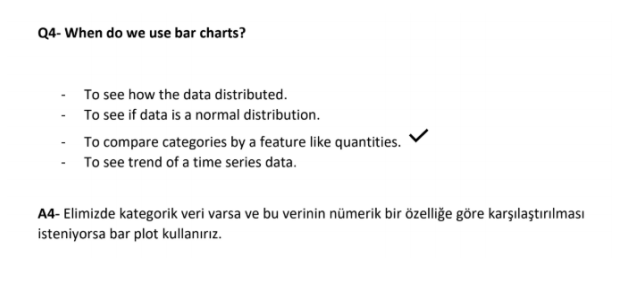 Q4- When do we use bar charts?
- To see how the data distributed.
- To see if data is a normal distribution.
- To compare categories by a feature like quantities. ✓
- To see trend of a time series data.
A4- Elimizde kategorik veri varsa ve bu verinin nümerik bir özelliğe göre karşılaştırılması
isteniyorsa bar plot kullanırız.